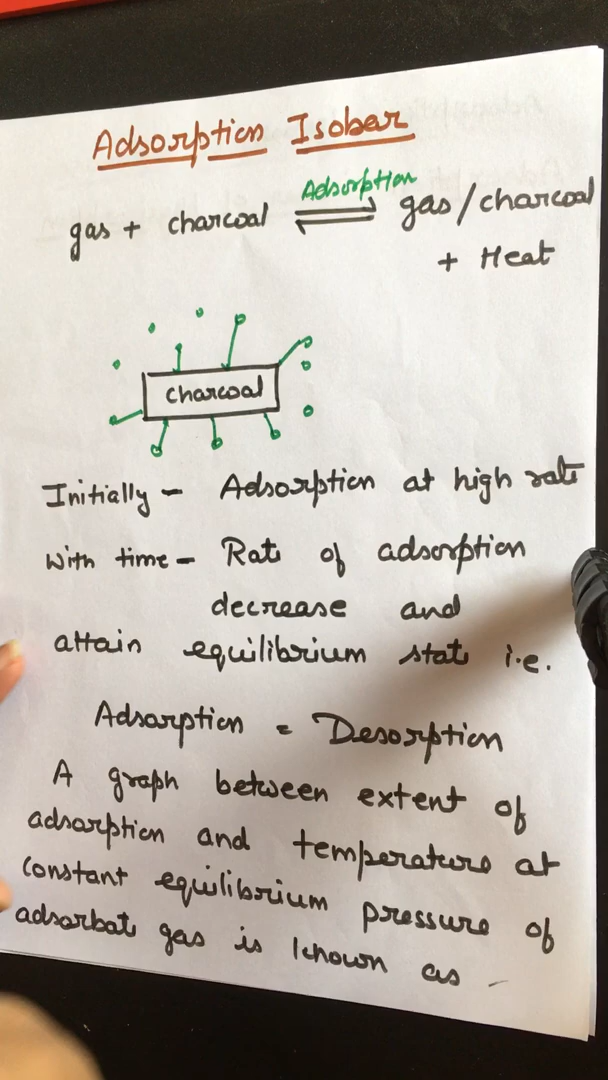 Adsorption Isobar
Adsorption
gas + charcoal ⇌ gas/charcoal
+ Heat
charcoal
Initially - Adsorption at high rate
With time - Rate of adsorption
decrease and
attain equilibrium state i.e.
Adsorption = Desorption
A graph between extent of
adsorption and temperature at
constant equilibrium pressure of
adsorbate gas is known as -